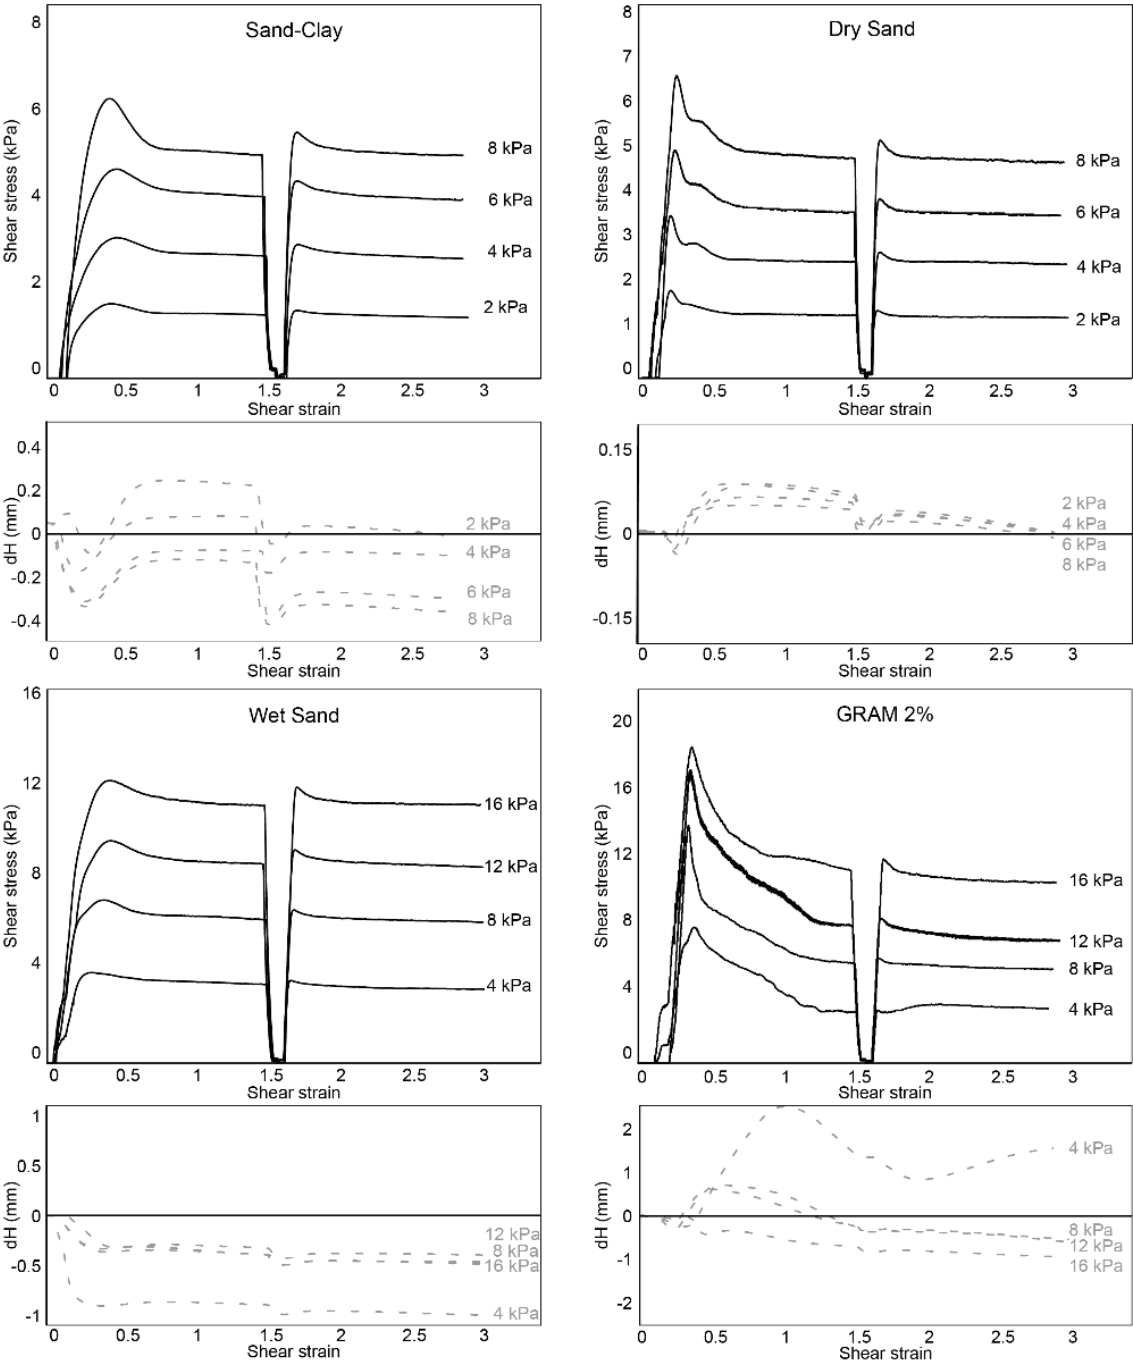 Sand-Clay
8
6
4
2
0
Shear stress (kPa)
8 kPa
6 kPa
4 kPa
2 kPa
0 0.5 1 1.5 2 2.5 3
Shear strain
0.4
0.2
0
-0.2
-0.4
dH (mm)
2 kPa
4 kPa
6 kPa
8 kPa
0 0.5 1 1.5 2 2.5 3
Shear strain
Dry Sand
8
7
6
5
4
3
2
1
0
Shear stress (kPa)
8 kPa
6 kPa
4 kPa
2 kPa
0 0.5 1 1.5 2 2.5 3
Shear strain
0.15
0
-0.15
dH (mm)
2 kPa
4 kPa
6 kPa
8 kPa
0 0.5 1 1.5 2 2.5 3
Shear strain
Wet Sand
16
12
8
4
0
Shear stress (kPa)
16 kPa
12 kPa
8 kPa
4 kPa
0 0.5 1 1.5 2 2.5 3
Shear strain
1
0.5
0
-0.5
-1
dH (mm)
12 kPa
8 kPa
16 kPa
4 kPa
0 0.5 1 1.5 2 2.5 3
Shear strain
GRAM 2%
20
16
12
8
4
0
Shear stress (kPa)
16 kPa
12 kPa
8 kPa
4 kPa
0 0.5 1 1.5 2 2.5 3
Shear strain
2
1
0
-1
-2
dH (mm)
4 kPa
8 kPa
12 kPa
16 kPa
0 0.5 1 1.5 2 2.5 3
Shear strain